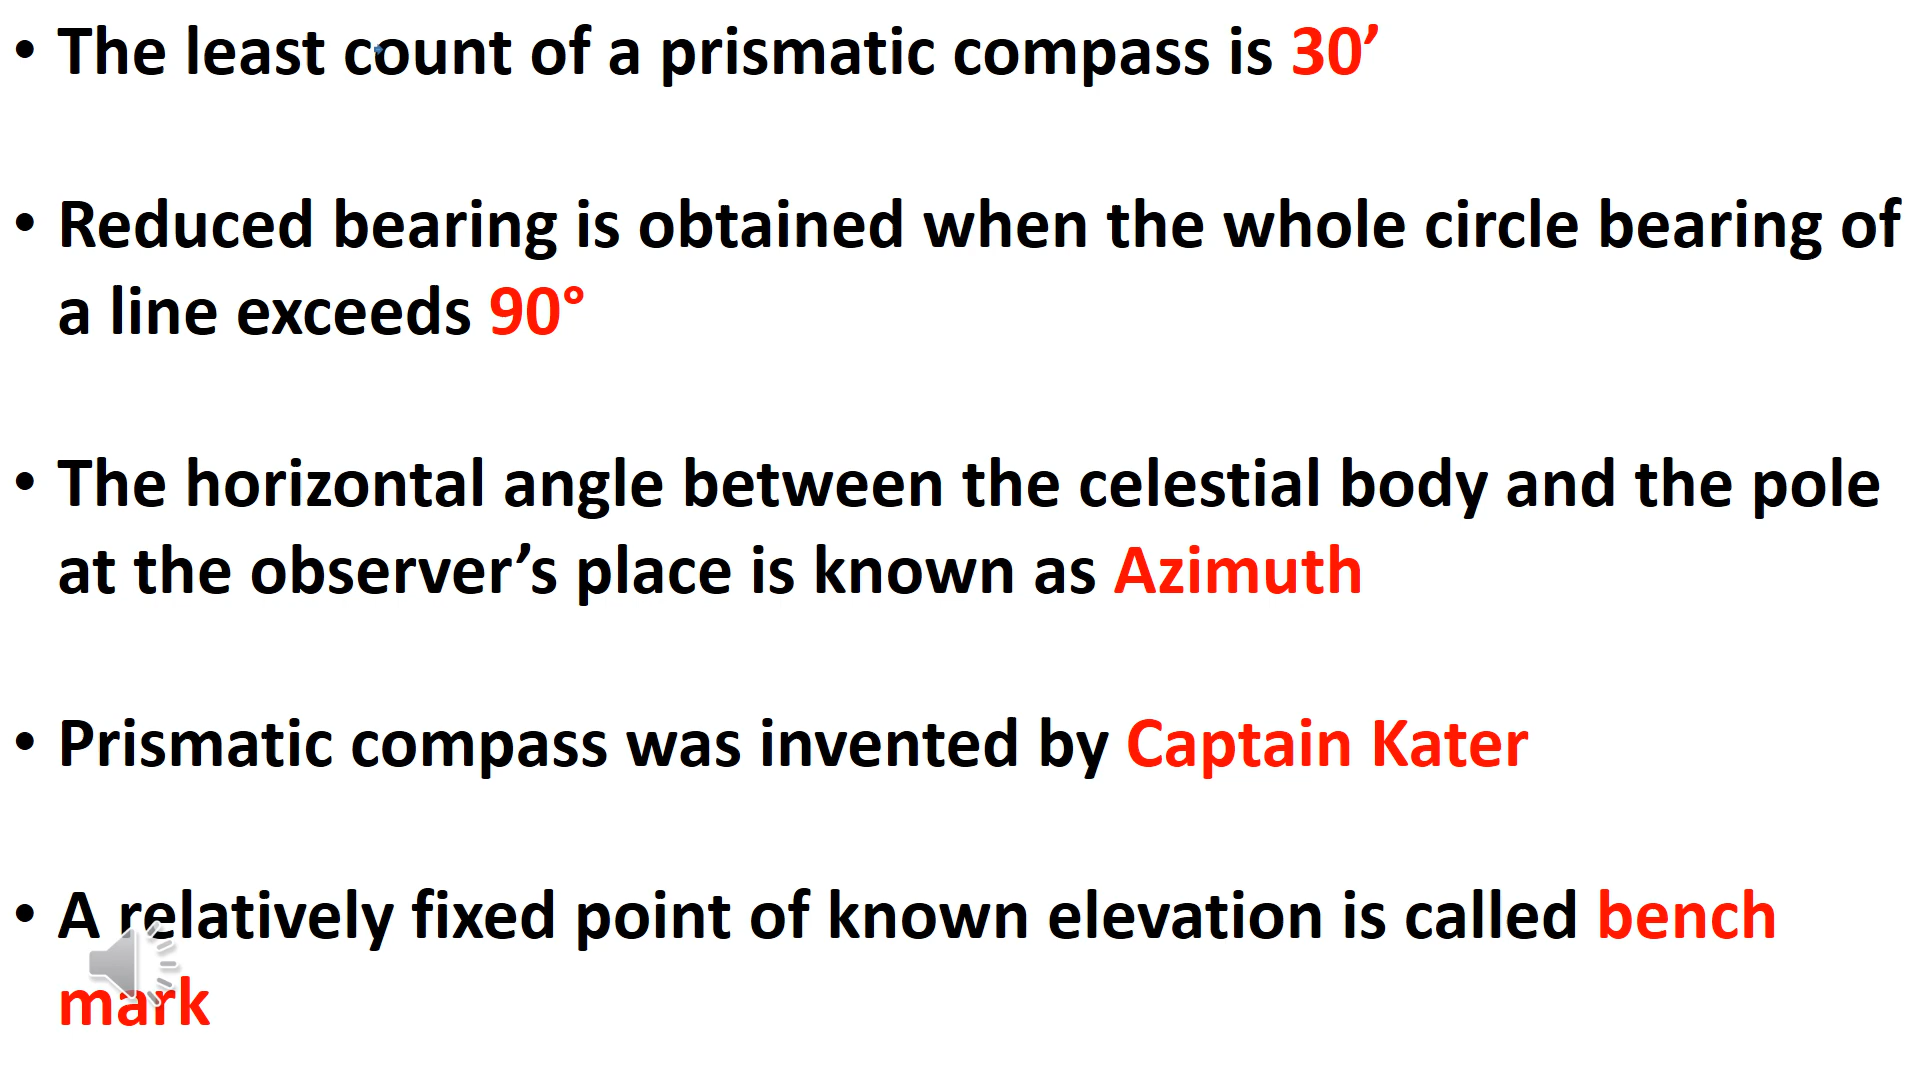 • The least count of a prismatic compass is 30’
• Reduced bearing is obtained when the whole circle bearing of
a line exceeds 90°
• The horizontal angle between the celestial body and the pole
at the observer’s place is known as Azimuth
• Prismatic compass was invented by Captain Kater
• A relatively fixed point of known elevation is called bench
mark